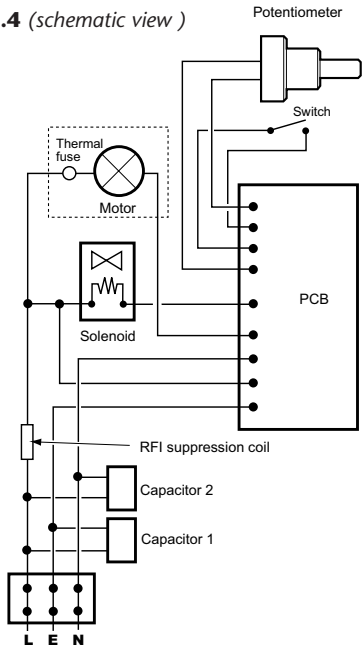 .4 (schematic view )
Potentiometer
Switch
Thermal
fuse
Motor
PCB
Solenoid
RFI suppression coil
Capacitor 2
Capacitor 1
L E N